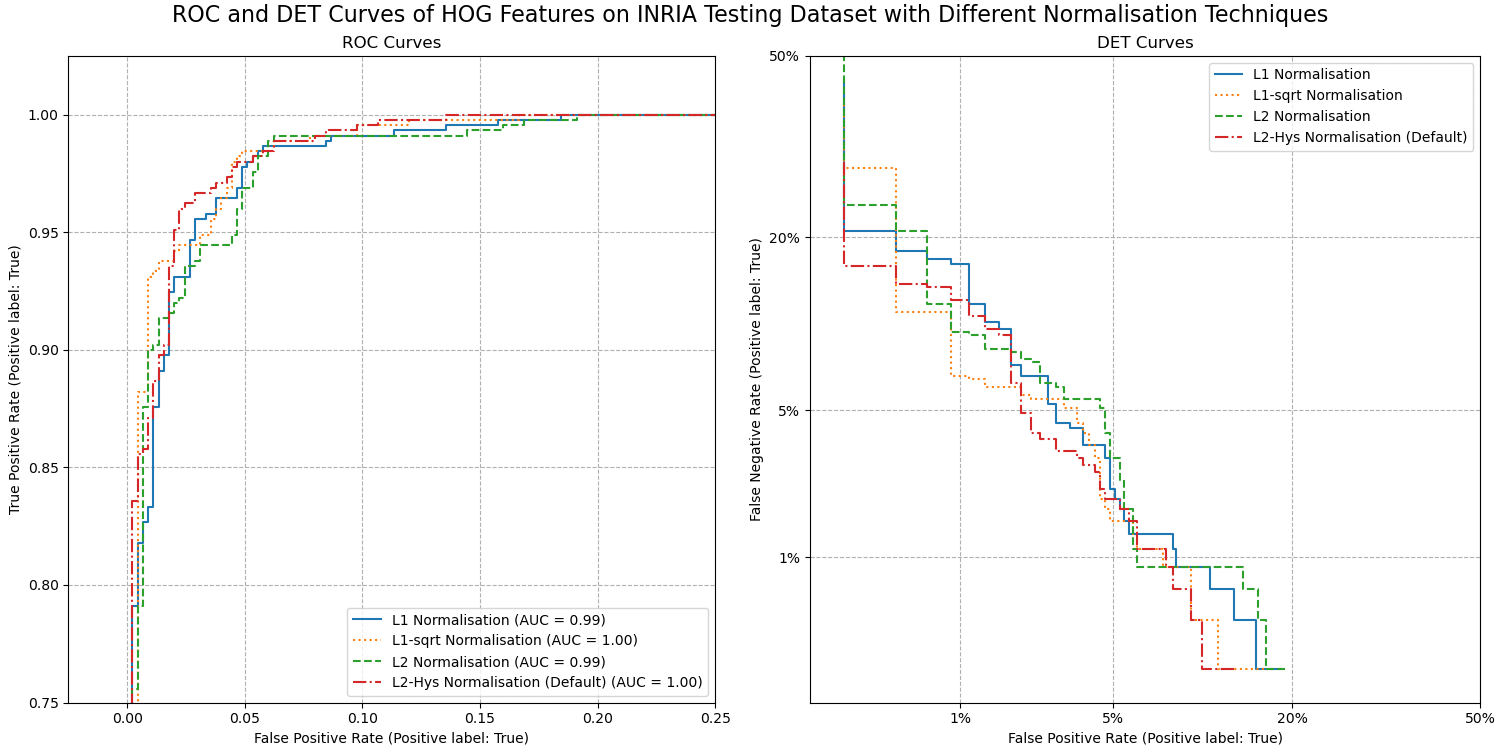 ROC and DET Curves of HOG Features on INRIA Testing Dataset with Different Normalisation Techniques
ROC Curves
True Positive Rate (Positive label: True)
1.00
0.95
0.90
0.85
0.80
0.75
0.00
0.05
0.10
0.15
0.20
0.25
False Positive Rate (Positive label: True)
L1 Normalisation (AUC = 0.99)
L1-sqrt Normalisation (AUC = 1.00)
L2 Normalisation (AUC = 0.99)
L2-Hys Normalisation (Default) (AUC = 1.00)
DET Curves
False Negative Rate (Positive label: True)
50%
20%
5%
1%
1%
5%
20%
50%
False Positive Rate (Positive label: True)
L1 Normalisation
L1-sqrt Normalisation
L2 Normalisation
L2-Hys Normalisation (Default)